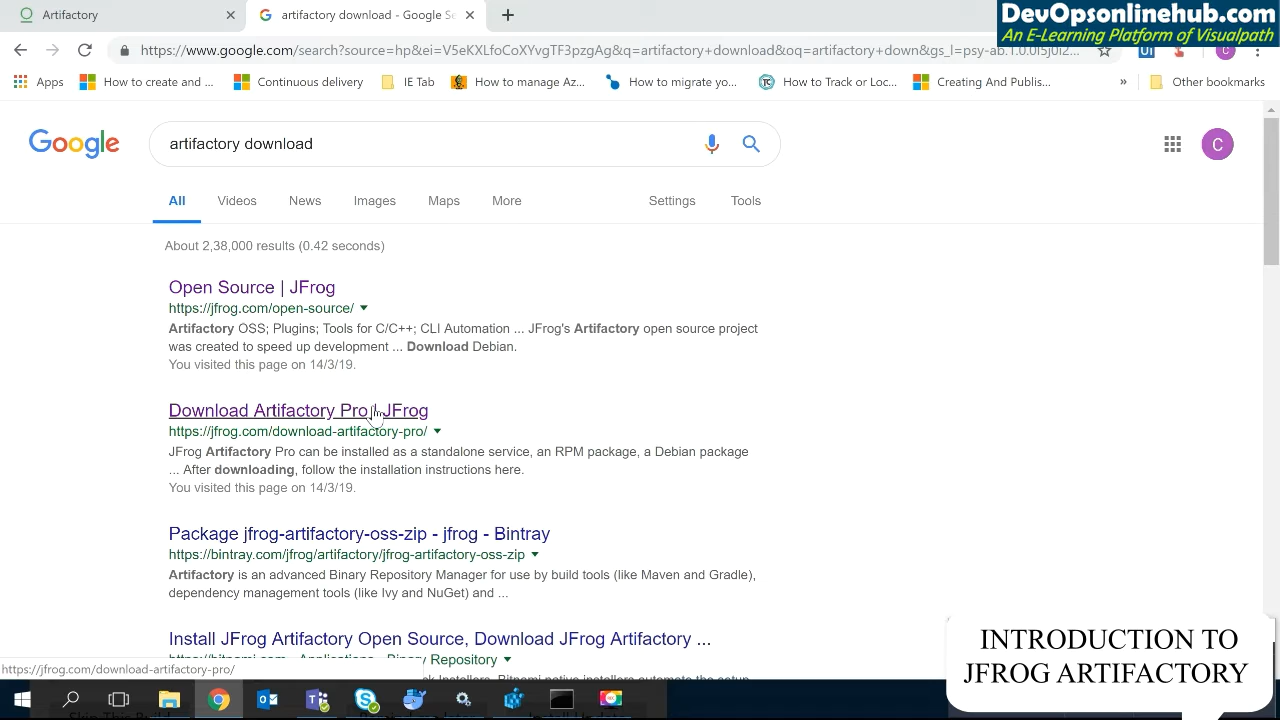 Artifactory
artifactory download - Google Se
DevOpsonlinehub.com
An E-Learning Platform of Visualpath
https://www.google.com/search?source=hp&ei=V5eKXLfoCoXYvgTF3pzgAg&q=artifactory+download&oq=artifactory+down&gs_l=psy-ab.1.0.0l5j0i2...
Apps
How to create and ...
Continuous delivery
IE Tab
How to manage Az...
How to migrate yo...
How to Track or Loc...
Creating And Publis...
»
Other bookmarks
Google
artifactory download
C
All
Videos
News
Images
Maps
More
Settings
Tools
About 2,38,000 results (0.42 seconds)
Open Source | JFrog
https://jfrog.com/open-source/
Artifactory OSS; Plugins; Tools for C/C++; CLI Automation ... JFrog's Artifactory open source project
was created to speed up development ... Download Debian.
You visited this page on 14/3/19.
Download Artifactory Pro | JFrog
https://jfrog.com/download-artifactory-pro/
JFrog Artifactory Pro can be installed as a standalone service, an RPM package, a Debian package
... After downloading, follow the installation instructions here.
You visited this page on 14/3/19.
Package jfrog-artifactory-oss-zip - jfrog - Bintray
https://bintray.com/jfrog/artifactory/jfrog-artifactory-oss-zip
Artifactory is an advanced Binary Repository Manager for use by build tools (like Maven and Gradle),
dependency management tools (like Ivy and NuGet) and ...
Install JFrog Artifactory Open Source, Download JFrog Artifactory ...
https://bitnami.com › Applications › Binary Repository
https://jfrog.com/download-artifactory-pro/
INTRODUCTION TO
JFROG ARTIFACTORY